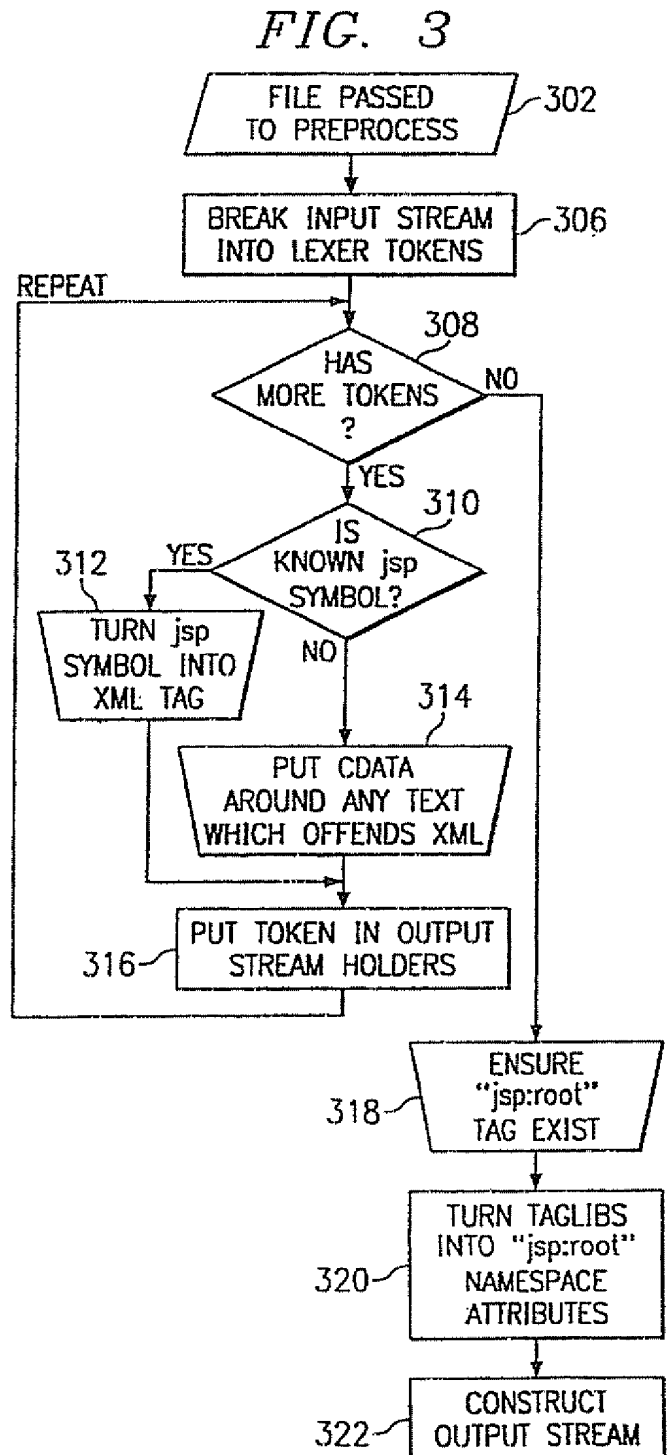 FIG. 3
FILE PASSED
TO PREPROCESS
302
BREAK INPUT STREAM
INTO LEXER TOKENS
306
REPEAT
308
HAS
MORE TOKENS
?
NO
YES
310
IS
KNOWN jsp
SYMBOL?
YES
312
TURN jsp
SYMBOL INTO
XML TAG
NO
314
PUT CDATA
AROUND ANY TEXT
WHICH OFFENDS XML
PUT TOKEN IN OUTPUT
STREAM HOLDERS
316
ENSURE
"jsp:root"
TAG EXIST
318
TURN TAGLIBS
INTO "jsp:root"
NAMESPACE
ATTRIBUTES
320
CONSTRUCT
OUTPUT STREAM
322